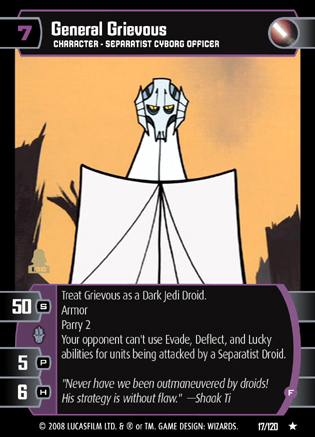 7
General Grievous
CHARACTER - SEPARATIST CYBORG OFFICER
50 S
Treat Grievous as a Dark Jedi Droid.
Armor
Parry 2
Your opponent can't use Evade, Deflect, and Lucky
abilities for units being attacked by a Separatist Droid.
5 P
6 H
"Never have we been outmaneuvered by droids!
His strategy is without flaw." —Shaak Ti
F
© 2008 LUCASFILM LTD. & ® or TM. GAME DESIGN: WIZARDS.
17/120 ★